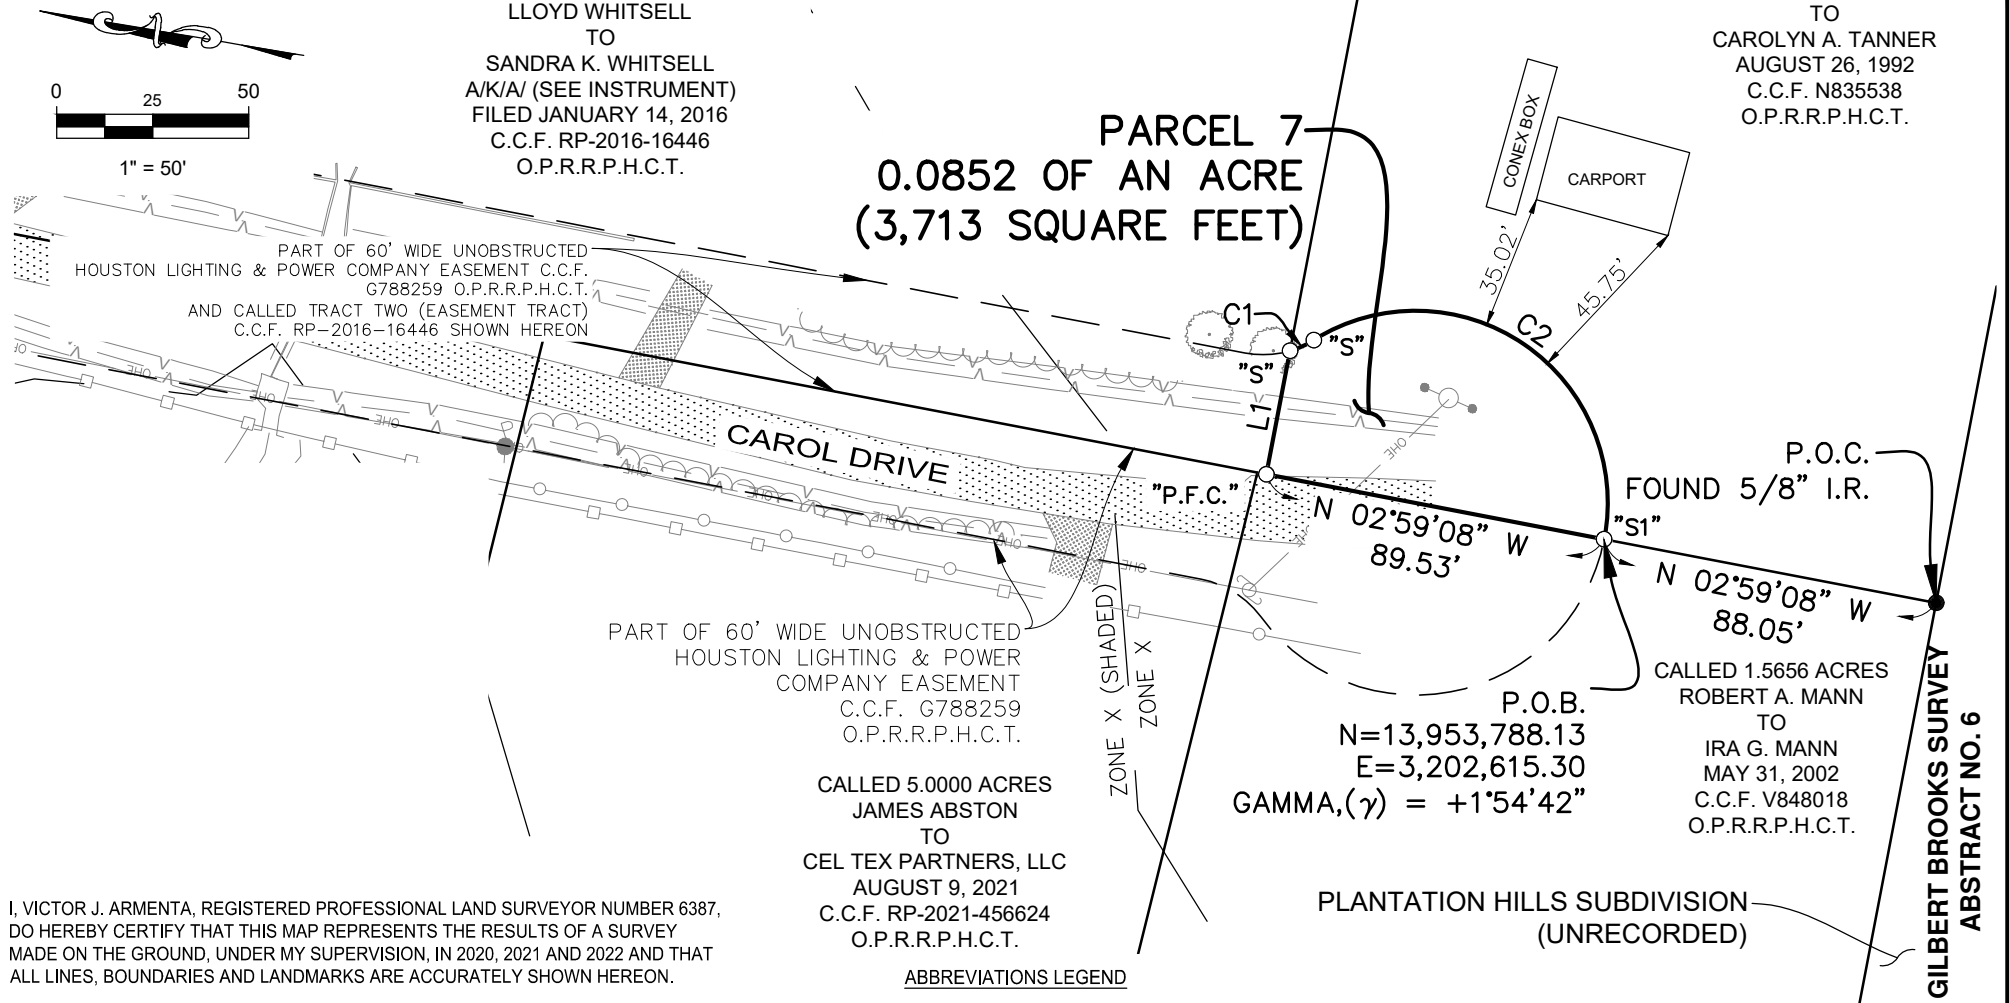 LLOYD WHITSELL
TO
SANDRA K. WHITSELL
A/K/A/ (SEE INSTRUMENT)
FILED JANUARY 14, 2016
C.C.F. RP-2016-16446
O.P.R.R.P.H.C.T.
0 25 50
1" = 50'
TO
CAROLYN A. TANNER
AUGUST 26, 1992
C.C.F. N835538
O.P.R.R.P.H.C.T.
PARCEL 7
0.0852 OF AN ACRE
(3,713 SQUARE FEET)
CONEX BOX
CARPORT
35.02'
45.75'
PART OF 60' WIDE UNOBSTRUCTED
HOUSTON LIGHTING & POWER COMPANY EASEMENT C.C.F.
G788259 O.P.R.R.P.H.C.T.
AND CALLED TRACT TWO (EASEMENT TRACT)
C.C.F. RP-2016-16446 SHOWN HEREON
C1
"S"
"S"
C2
L1
OHE
OHE
OHE
OHE
OHE
OHE
OHE
OHE
OHE
CAROL DRIVE
"P.F.C."
N 02°59'08" W
89.53'
"S1"
P.O.C.
FOUND 5/8" I.R.
N 02°59'08" W
88.05'
PART OF 60' WIDE UNOBSTRUCTED
HOUSTON LIGHTING & POWER
COMPANY EASEMENT
C.C.F. G788259
O.P.R.R.P.H.C.T.
ZONE X (SHADED)
ZONE X
P.O.B.
N=13,953,788.13
E=3,202,615.30
GAMMA,(γ) = +1°54'42"
CALLED 1.5656 ACRES
ROBERT A. MANN
TO
IRA G. MANN
MAY 31, 2002
C.C.F. V848018
O.P.R.R.P.H.C.T.
CALLED 5.0000 ACRES
JAMES ABSTON
TO
CEL TEX PARTNERS, LLC
AUGUST 9, 2021
C.C.F. RP-2021-456624
O.P.R.R.P.H.C.T.
PLANTATION HILLS SUBDIVISION
(UNRECORDED)
GILBERT BROOKS SURVEY
ABSTRACT NO. 6
I, VICTOR J. ARMENTA, REGISTERED PROFESSIONAL LAND SURVEYOR NUMBER 6387,
DO HEREBY CERTIFY THAT THIS MAP REPRESENTS THE RESULTS OF A SURVEY
MADE ON THE GROUND, UNDER MY SUPERVISION, IN 2020, 2021 AND 2022 AND THAT
ALL LINES, BOUNDARIES AND LANDMARKS ARE ACCURATELY SHOWN HEREON.
ABBREVIATIONS LEGEND